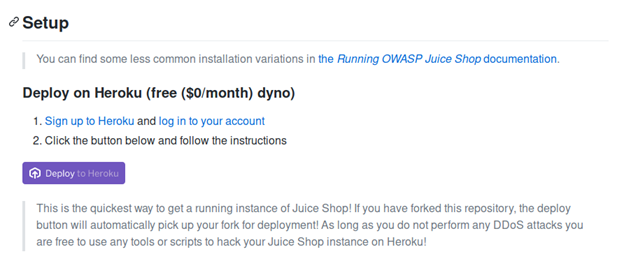 Setup
You can find some less common installation variations in the Running OWASP Juice Shop documentation.
Deploy on Heroku (free ($0/month) dyno)
1. Sign up to Heroku and log in to your account
2. Click the button below and follow the instructions
Deploy to Heroku
This is the quickest way to get a running instance of Juice Shop! If you have forked this repository, the deploy
button will automatically pick up your fork for deployment! As long as you do not perform any DDoS attacks you
are free to use any tools or scripts to hack your Juice Shop instance on Heroku!